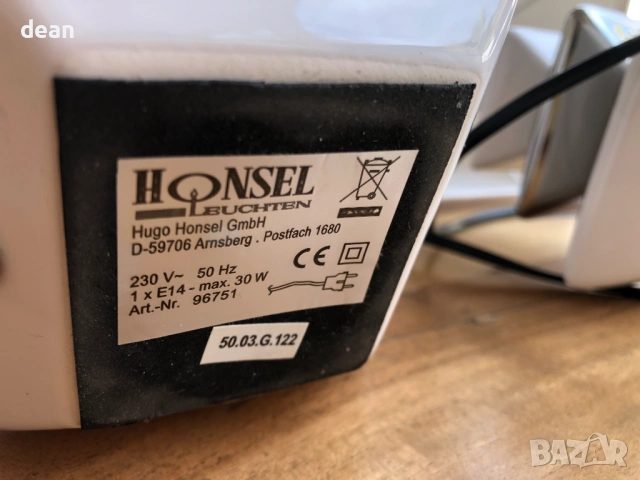 dean
HONSEL
LEUCHTEN
Hugo Honsel GmbH
D-59706 Arnsberg . Postfach 1680
230 V~ 50 Hz
1 x E14 - max. 30 W
Art.-Nr. 96751
CE
50.03.G.122
BAZAR
bg